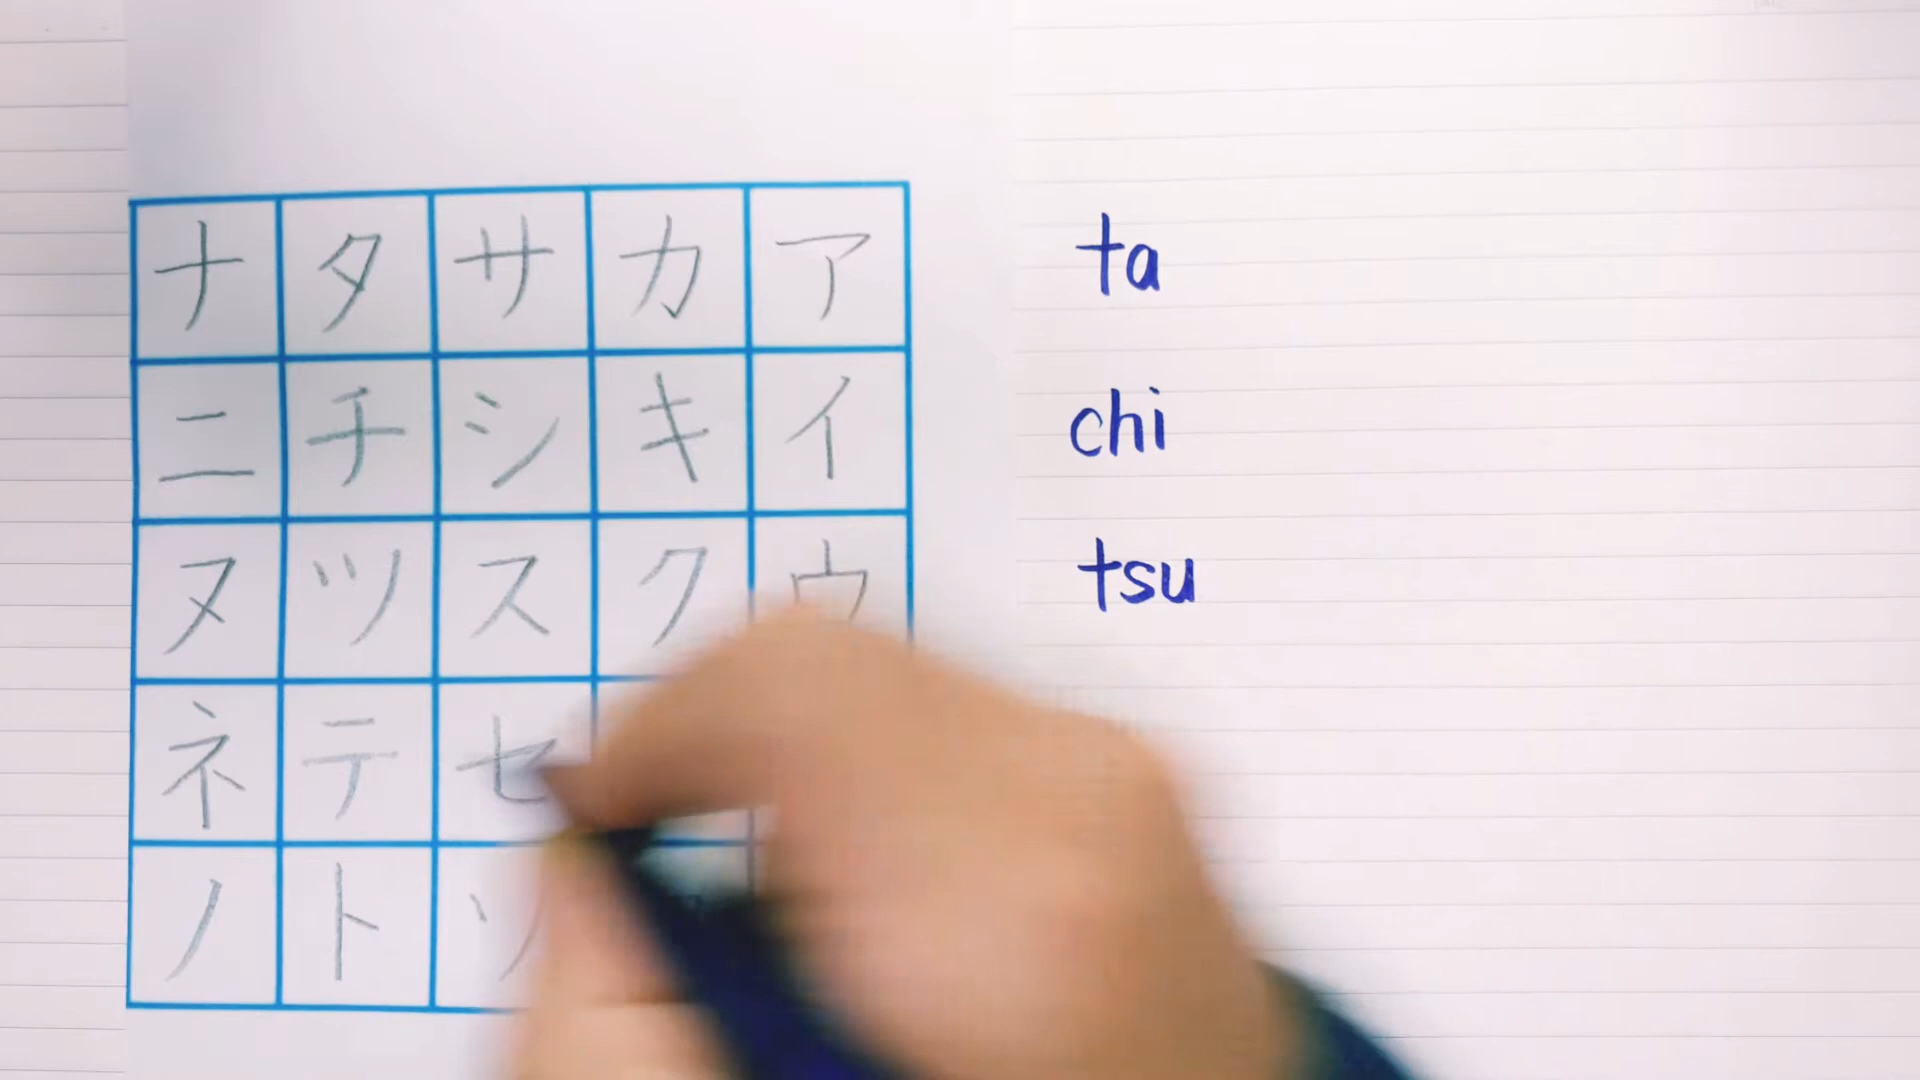 ナ タ サ カ ア
ニ チ シ キ イ
ヌ ツ ス ク ウ
ネ テ セ
ノ ト ソ
ta
chi
tsu